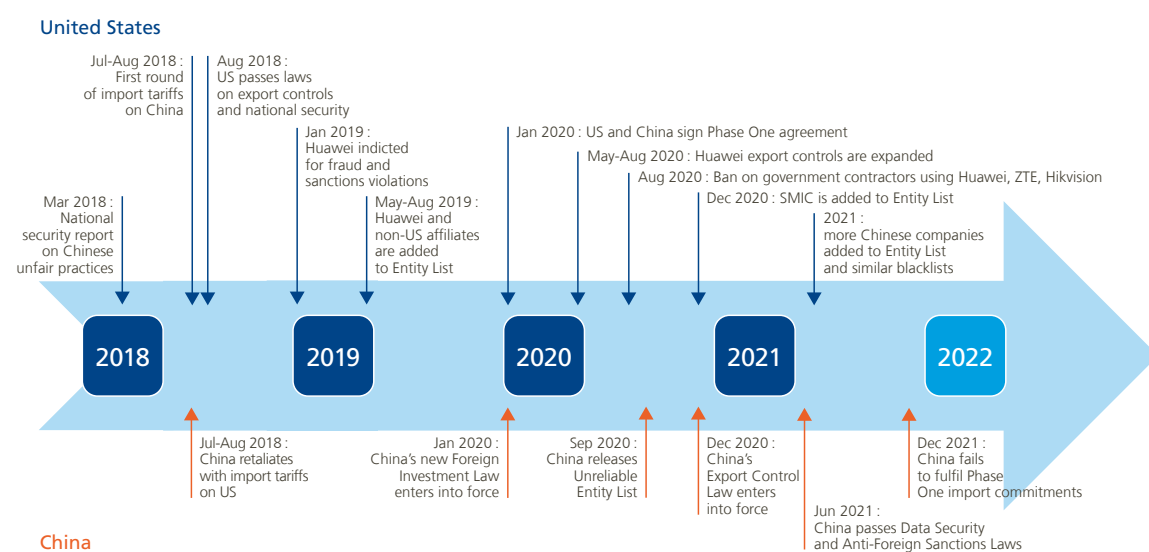 United States
Jul-Aug 2018 :
First round
of import tariffs
on China
Aug 2018 :
US passes laws
on export controls
and national security
Jan 2019 :
Huawei indicted
for fraud and
sanctions violations
Jan 2020 : US and China sign Phase One agreement
May-Aug 2020 : Huawei export controls are expanded
Aug 2020 : Ban on government contractors using Huawei, ZTE, Hikvision
Dec 2020 : SMIC is added to Entity List
Mar 2018 :
National
security report
on Chinese
unfair practices
May-Aug 2019 :
Huawei and
non-US affiliates
are added
to Entity List
2021 :
more Chinese companies
added to Entity List
and similar blacklists
2018
2019
2020
2021
2022
Jul-Aug 2018 :
China retaliates
with import tariffs
on US
Jan 2020 :
China's new Foreign
Investment Law
enters into force
Sep 2020 :
China releases
Unreliable
Entity List
Dec 2020 :
China's
Export Control
Law enters
into force
Jun 2021 :
China passes Data Security
and Anti-Foreign Sanctions Laws
Dec 2021 :
China fails
to fulfil Phase
One import commitments
China